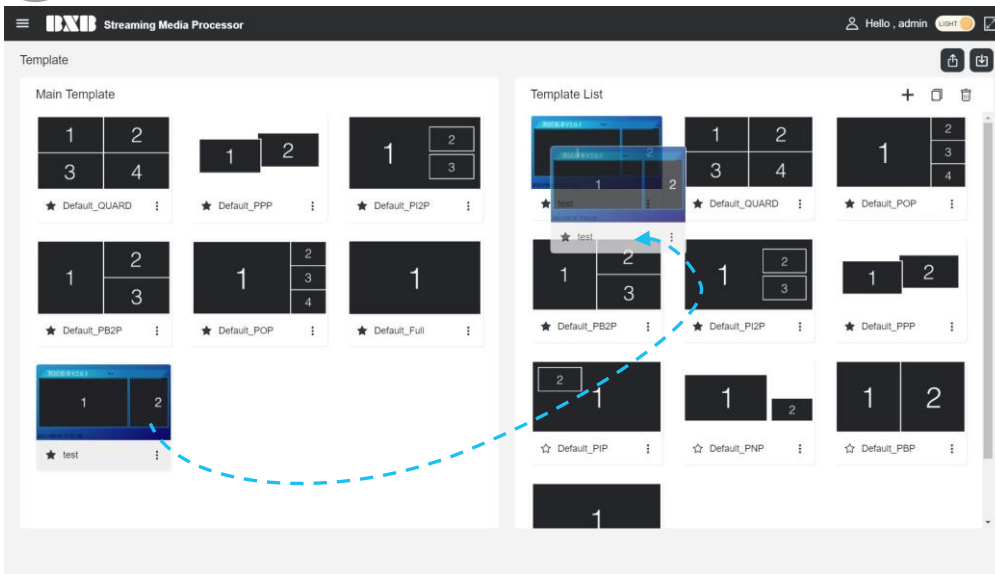 BXB Streaming Media Processor
Hello , admin
LIGHT
Template
Main Template
1 2
3 4
Default_QUARD
1 2
Default_PPP
1 2
3
Default_PI2P
1 2
3
Default_PB2P
1 2
3
4
Default_POP
1
Default_Full
1 2
test
Template List
2
test
1 2
test
1 2
3 4
Default_QUARD
1 2
3
4
Default_POP
1 2
3
Default_PB2P
1 2
3
Default_PI2P
1 2
Default_PPP
2
1
Default_PIP
1 2
Default_PNP
1 2
Default_PBP
1